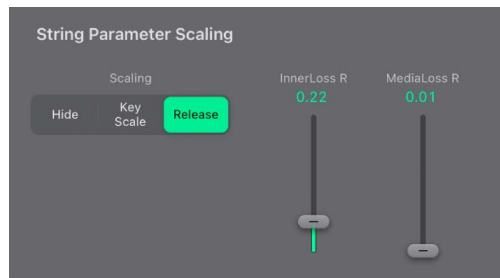 String Parameter Scaling
Scaling
InnerLoss R
MediaLoss R
0.22
0.01
Hide
Key
Scale
Release